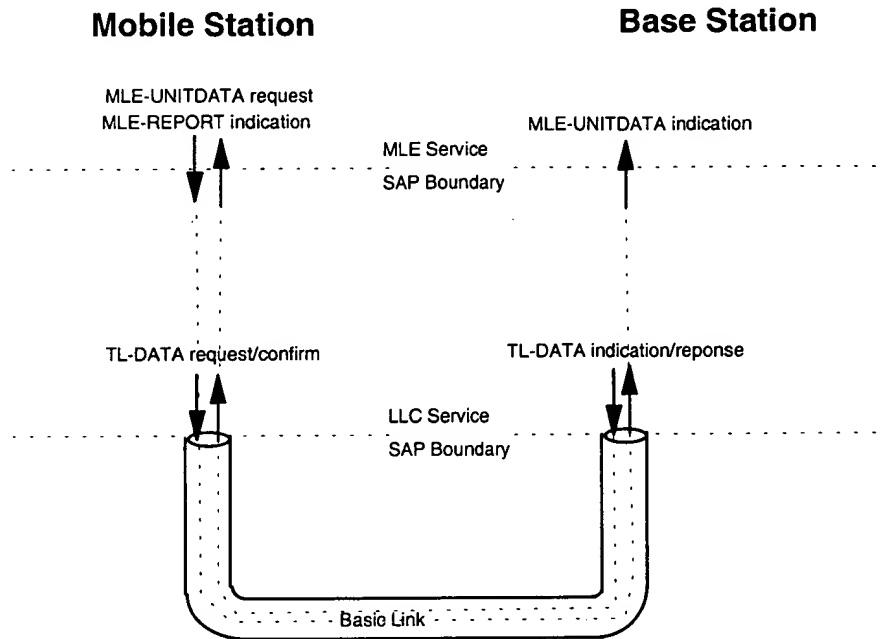 Mobile Station
Base Station
MLE-UNITDATA request
MLE-REPORT indication
MLE-UNITDATA indication
MLE Service
SAP Boundary
TL-DATA request/confirm
TL-DATA indication/reponse
LLC Service
SAP Boundary
Basic Link